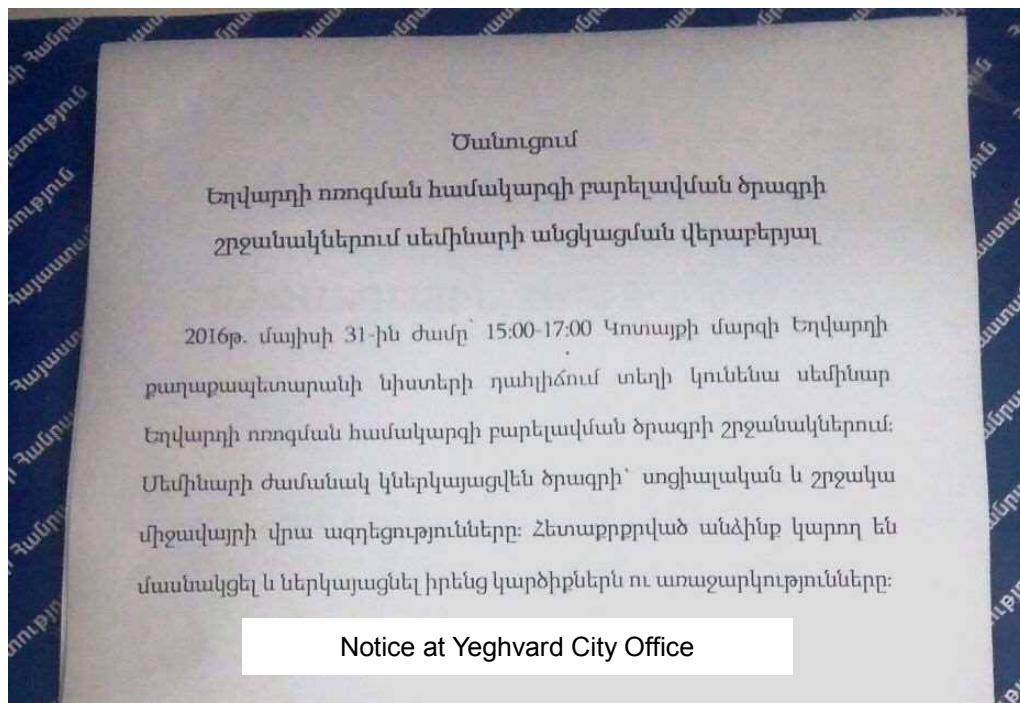 Ծանուցում
Եղվարդի ոռոգման համակարգի բարելավման ծրագրի
շրջանակներում սեմինարի անցկացման վերաբերյալ
2016թ. մայիսի 31-ին ժամը՝ 15:00-17:00 Կոտայքի մարզի Եղվարդի
քաղաքապետարանի նիստերի դահլիճում տեղի կունենա սեմինար
Եղվարդի ոռոգման համակարգի բարելավման ծրագրի շրջանակներում:
Սեմինարի ժամանակ կներկայացվեն ծրագրի՝ սոցիալական և շրջակա
միջավայրի վրա ազդեցությունները: Հետաքրքրված անձինք կարող են
մասնակցել և ներկայացնել իրենց կարծիքներն ու առաջարկությունները:
Notice at Yeghvard City Office